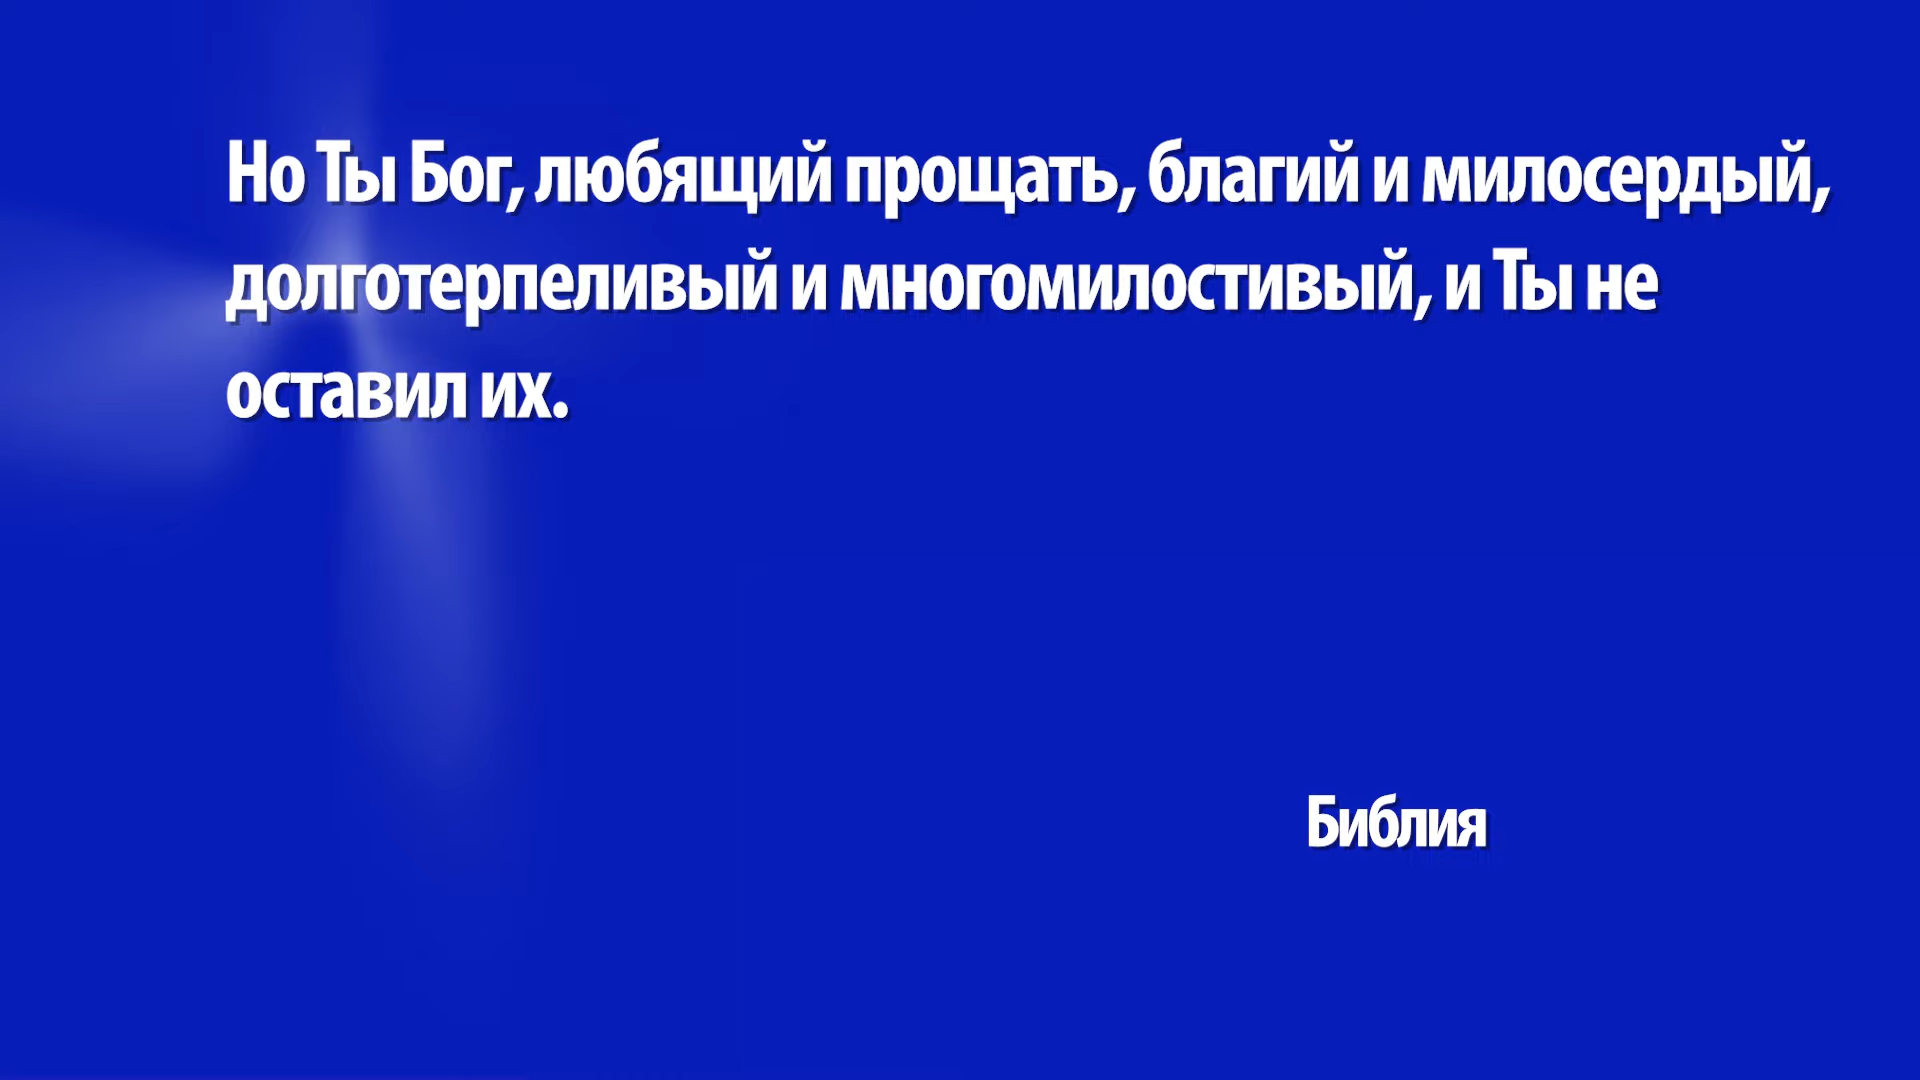 Но Ты Бог, любящий прощать, благий и милосердый,
долготерпеливый и многомилостивый, и Ты не
оставил их.
Библия